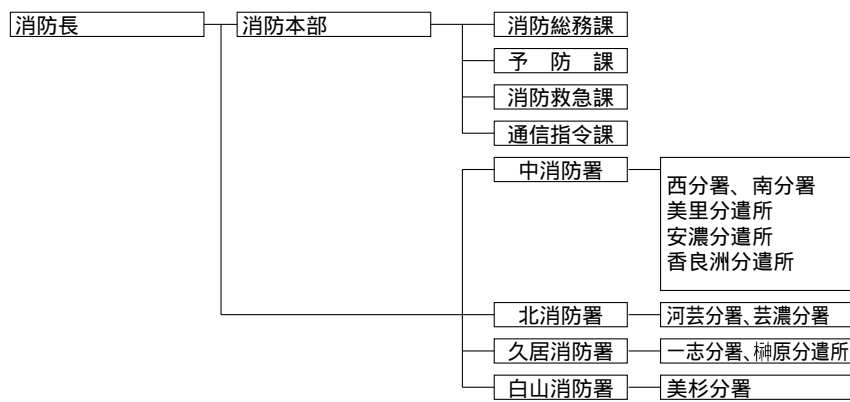 消防長
消防本部
消防総務課
予　防　課
消防救急課
通信指令課
中消防署
西分署、南分署
美里分遣所
安濃分遣所
香良洲分遣所
北消防署
河芸分署、芸濃分署
久居消防署
一志分署、榊原分遣所
白山消防署
美杉分署